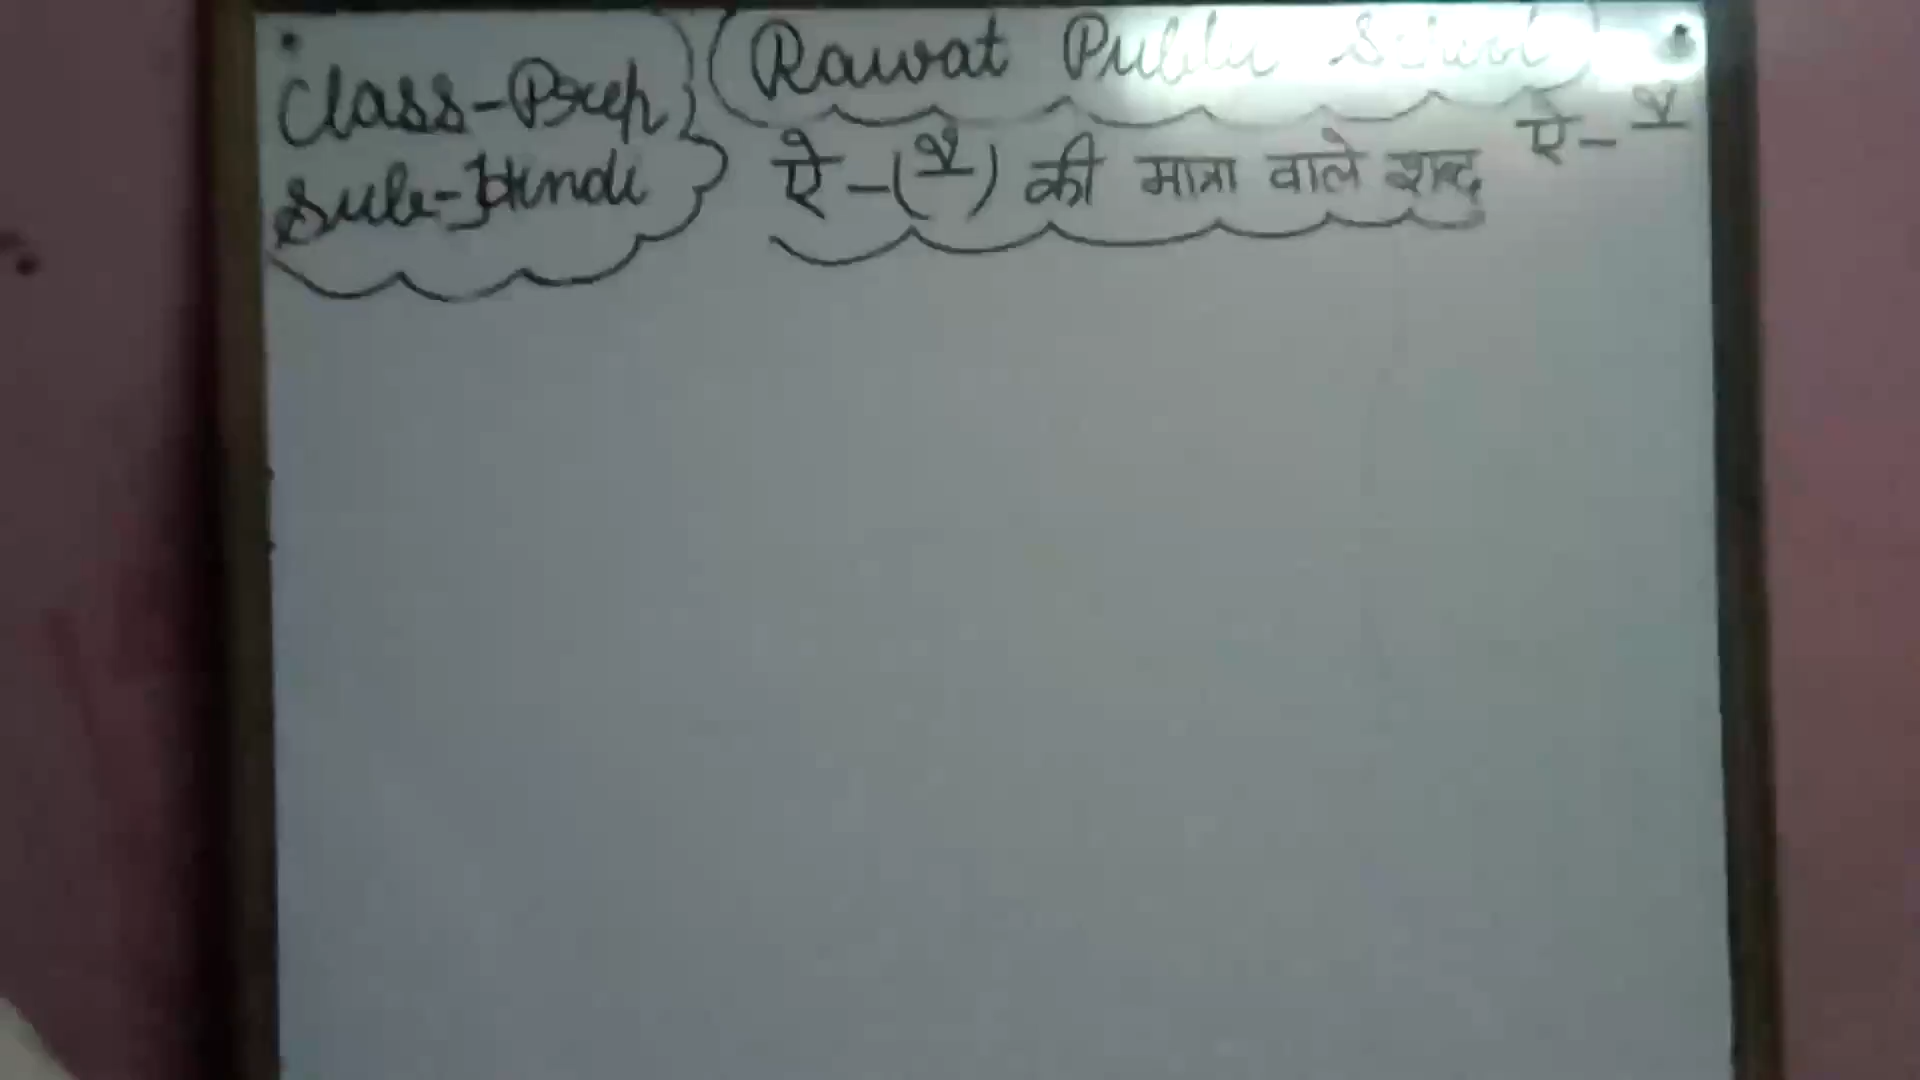 Class-Prep
Sub-Hindi
(Rawat Public School)
ऐ-(ै) की मात्रा वाले शब्द
ऐ-ै